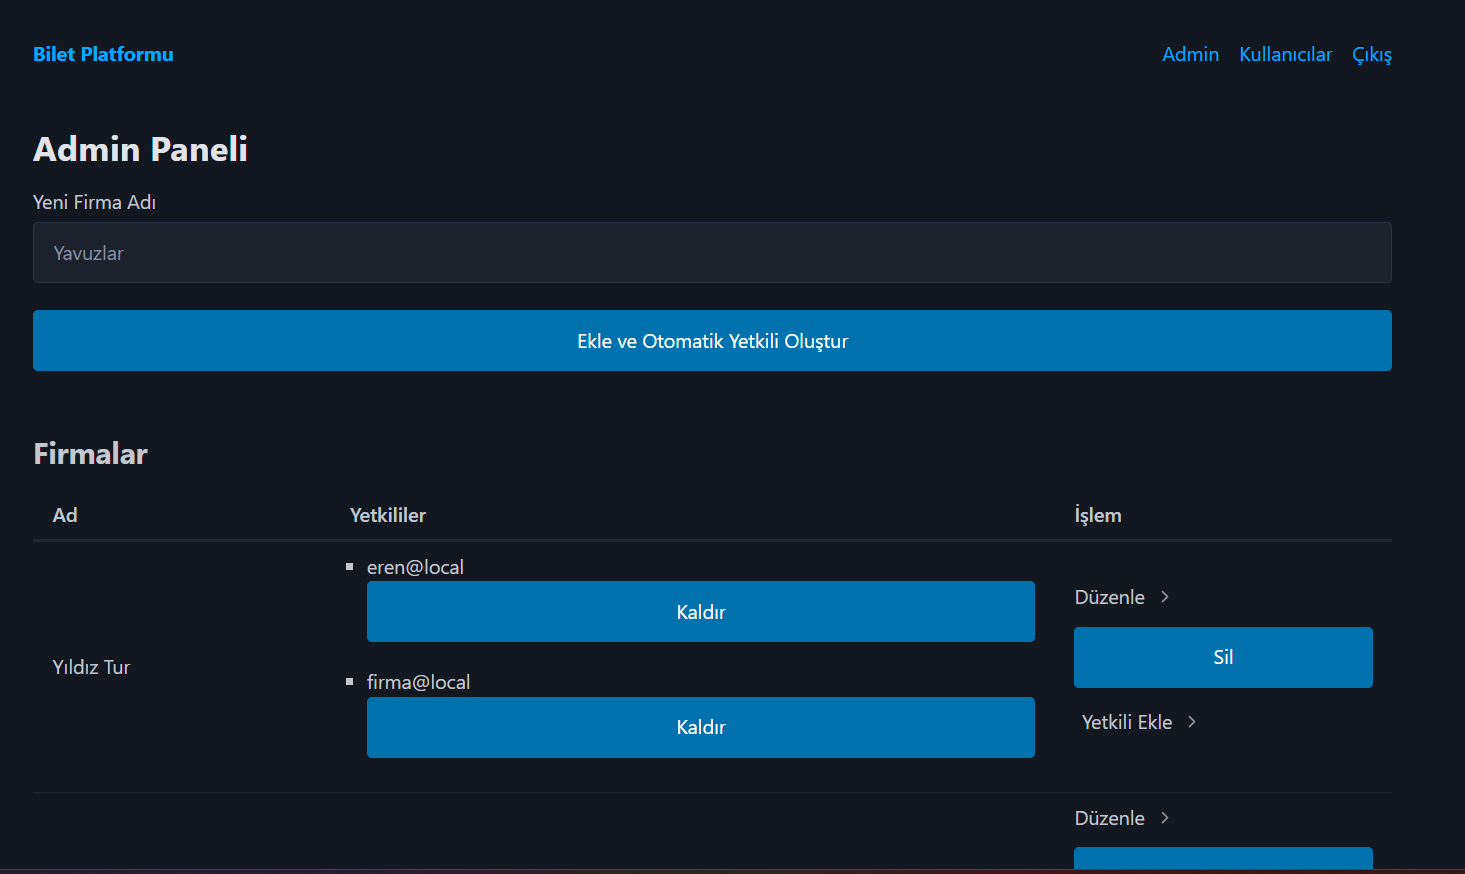 Bilet Platformu
Admin Kullanıcılar Çıkış
Admin Paneli
Yeni Firma Adı
Yavuzlar
Ekle ve Otomatik Yetkili Oluştur
Firmalar
Ad Yetkililer İşlem
Yıldız Tur
eren@local
Kaldır
firma@local
Kaldır
Düzenle
Sil
Yetkili Ekle
Düzenle